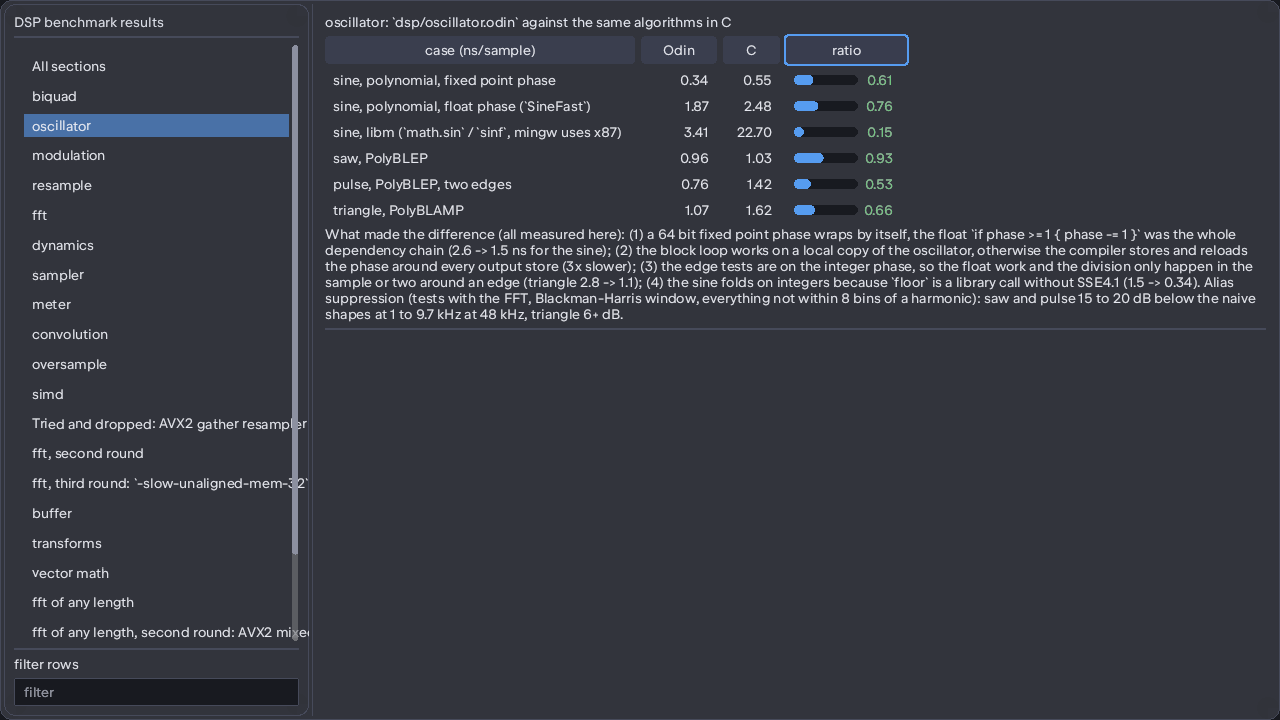 DSP benchmark results
All sections
biquad
oscillator
modulation
resample
fft
dynamics
sampler
meter
convolution
oversample
simd
Tried and dropped: AVX2 gather resampler
fft, second round
fft, third round: `-slow-unaligned-mem-32`
buffer
transforms
vector math
fft of any length
fft of any length, second round: AVX2 mixe
filter rows
filter
oscillator: `dsp/oscillator.odin` against the same algorithms in C
case (ns/sample) Odin C ratio
sine, polynomial, fixed point phase 0.34 0.55 0.61
sine, polynomial, float phase (`SineFast`) 1.87 2.48 0.76
sine, libm (`math.sin` / `sinf`, mingw uses x87) 3.41 22.70 0.15
saw, PolyBLEP 0.96 1.03 0.93
pulse, PolyBLEP, two edges 0.76 1.42 0.53
triangle, PolyBLAMP 1.07 1.62 0.66
What made the difference (all measured here): (1) a 64 bit fixed point phase wraps by itself, the float `if phase >= 1 { phase -= 1 }` was the whole
dependency chain (2.6 -> 1.5 ns for the sine); (2) the block loop works on a local copy of the oscillator, otherwise the compiler stores and reloads
the phase around every output store (3x slower); (3) the edge tests are on the integer phase, so the float work and the division only happen in the
sample or two around an edge (triangle 2.8 -> 1.1); (4) the sine folds on integers because `floor` is a library call without SSE4.1 (1.5 -> 0.34). Alias
suppression (tests with the FFT, Blackman-Harris window, everything not within 8 bins of a harmonic): saw and pulse 15 to 20 dB below the naive
shapes at 1 to 9.7 kHz at 48 kHz, triangle 6+ dB.